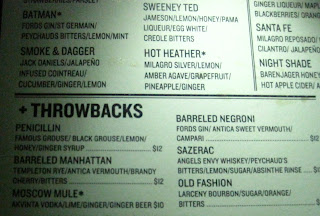 BATMAN*
FORDS GIN/ST GERMAIN/
PEYCHAUDS BITTERS/LEMON/MINT
SMOKE & DAGGER
JACK DANIELS/JALAPEÑO
INFUSED COINTREAU/
CUCUMBER/GINGER/LEMON
SWEENEY TED
JAMESON/LEMON/HONEY/PAMA
LIQUEUR/EGG WHITE/
CREOLE BITTERS
HOT HEATHER*
MILAGRO SILVER/LEMON/
AMBER AGAVE/GRAPEFRUIT/
PINEAPPLE/GINGER
GINGER LIQUEUR/
BLACKBERRIES/
SANTA FE
MILAGRO REPOSADO/
CILANTRO/ JALAPEÑ
NIGHT SHADE
BARENJAGER HONEY
HOT APPLE CIDER/
+ THROWBACKS
PENICILLIN
FAMOUS GROUSE/ BLACK GROUSE/LEMON/
HONEY/GINGER SYRUP $12
BARRELED MANHATTAN
TEMPLETON RYE/ANTICA VERMOUTH/BRANDY
CHERRY/BITTERS $12
MOSCOW MULE*
AKVINTA VODKA/LIME/GINGER/GINGER BEER $10
BARRELED NEGRONI
FORDS GIN/ ANTICA SWEET VERMOUTH/
CAMPARI $12
SAZERAC
ANGELS ENVY WHISKEY/PEYCHAUD'S
BITTERS/LEMON/SUGAR/ABSINTHE RINSE
OLD FASHION
LARCENY BOURBON/SUGAR/ORANGE/
BITTERS